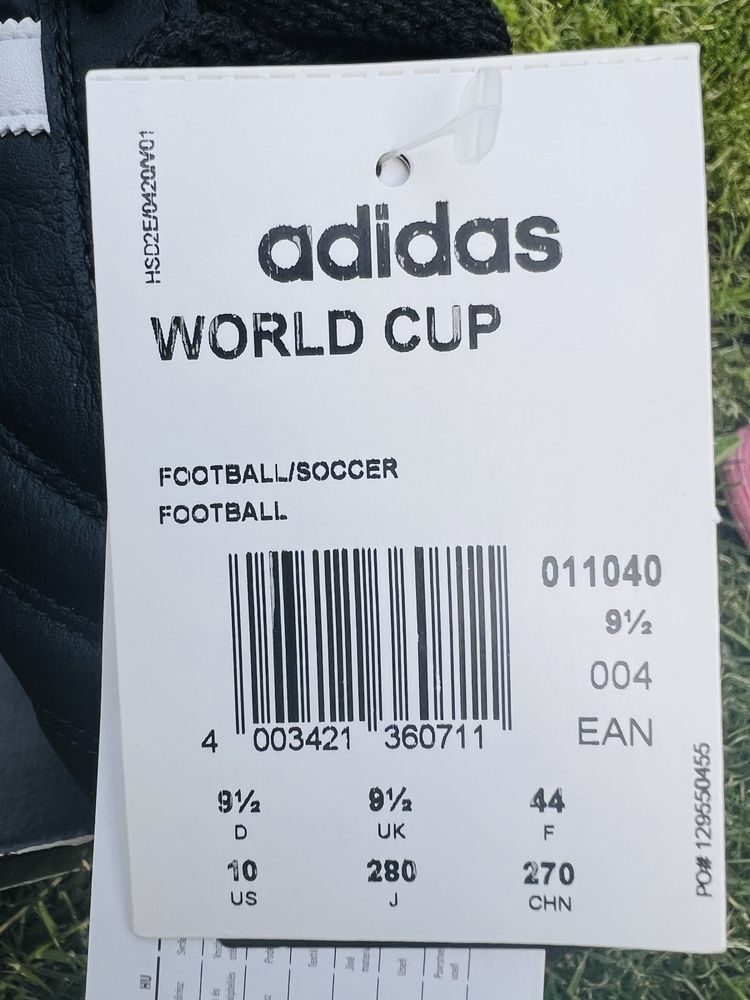 HSD2E/0420/V01
adidas
WORLD CUP
FOOTBALL/SOCCER
FOOTBALL
011040
9½
004
EAN
4 003421 360711
9½ 9½ 44
D UK F
10 280 270
US J CHN
PO# 129550455
HU